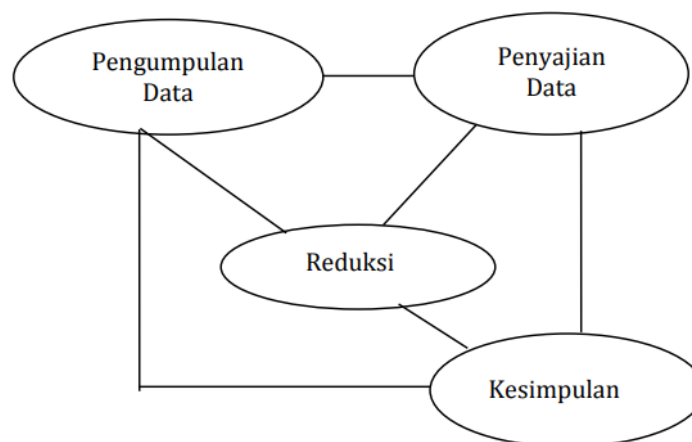 Pengumpulan
Data
Penyajian
Data
Reduksi
Kesimpulan